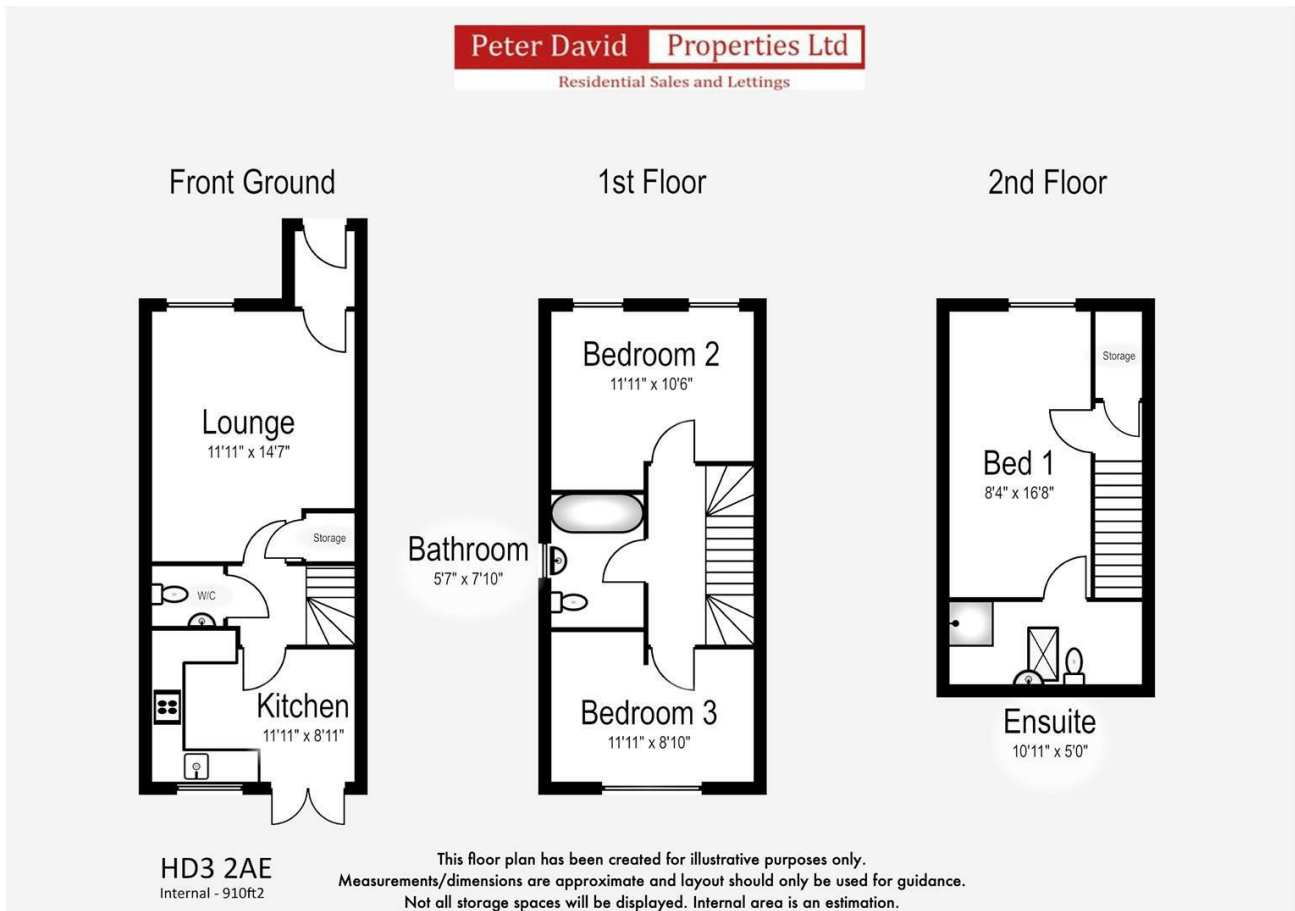 Peter David Properties Ltd
Residential Sales and Lettings
Front Ground
1st Floor
2nd Floor
Lounge
11'11" x 14'7"
Storage
W/C
Kitchen
11'11" x 8'11"
Bedroom 2
11'11" x 10'6"
Bathroom
5'7" x 7'10"
Bedroom 3
11'11" x 8'10"
Storage
Bed 1
8'4" x 16'8"
Ensuite
10'11" x 5'0"
HD3 2AE
Internal - 910ft2
This floor plan has been created for illustrative purposes only.
Measurements/dimensions are approximate and layout should only be used for guidance.
Not all storage spaces will be displayed. Internal area is an estimation.